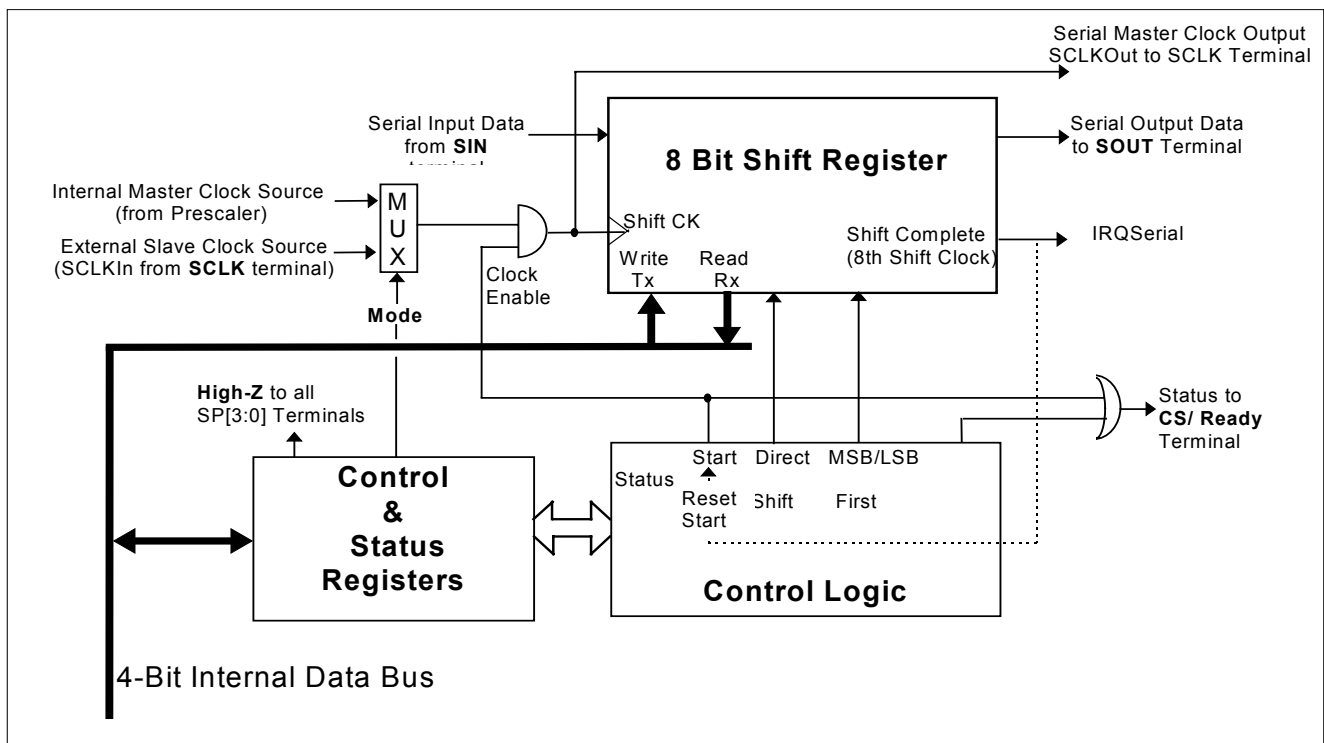 Serial Master Clock Output
SCLKOut to SCLK Terminal
Serial Input Data
from SIN
terminal
Serial Output Data
to SOUT Terminal
8 Bit Shift Register
Internal Master Clock Source
(from Prescaler)
M
U
X
External Slave Clock Source
(SCLKIn from SCLK terminal)
Shift CK
Shift Complete
(8th Shift Clock)
IRQSerial
Write
Tx
Read
Rx
Clock
Enable
Mode
High-Z to all
SP[3:0] Terminals
Status to
CS/ Ready
Terminal
Control
&
Status
Registers
Status
Start
Direct
MSB/LSB
Reset
Start
Shift
First
Control Logic
4-Bit Internal Data Bus